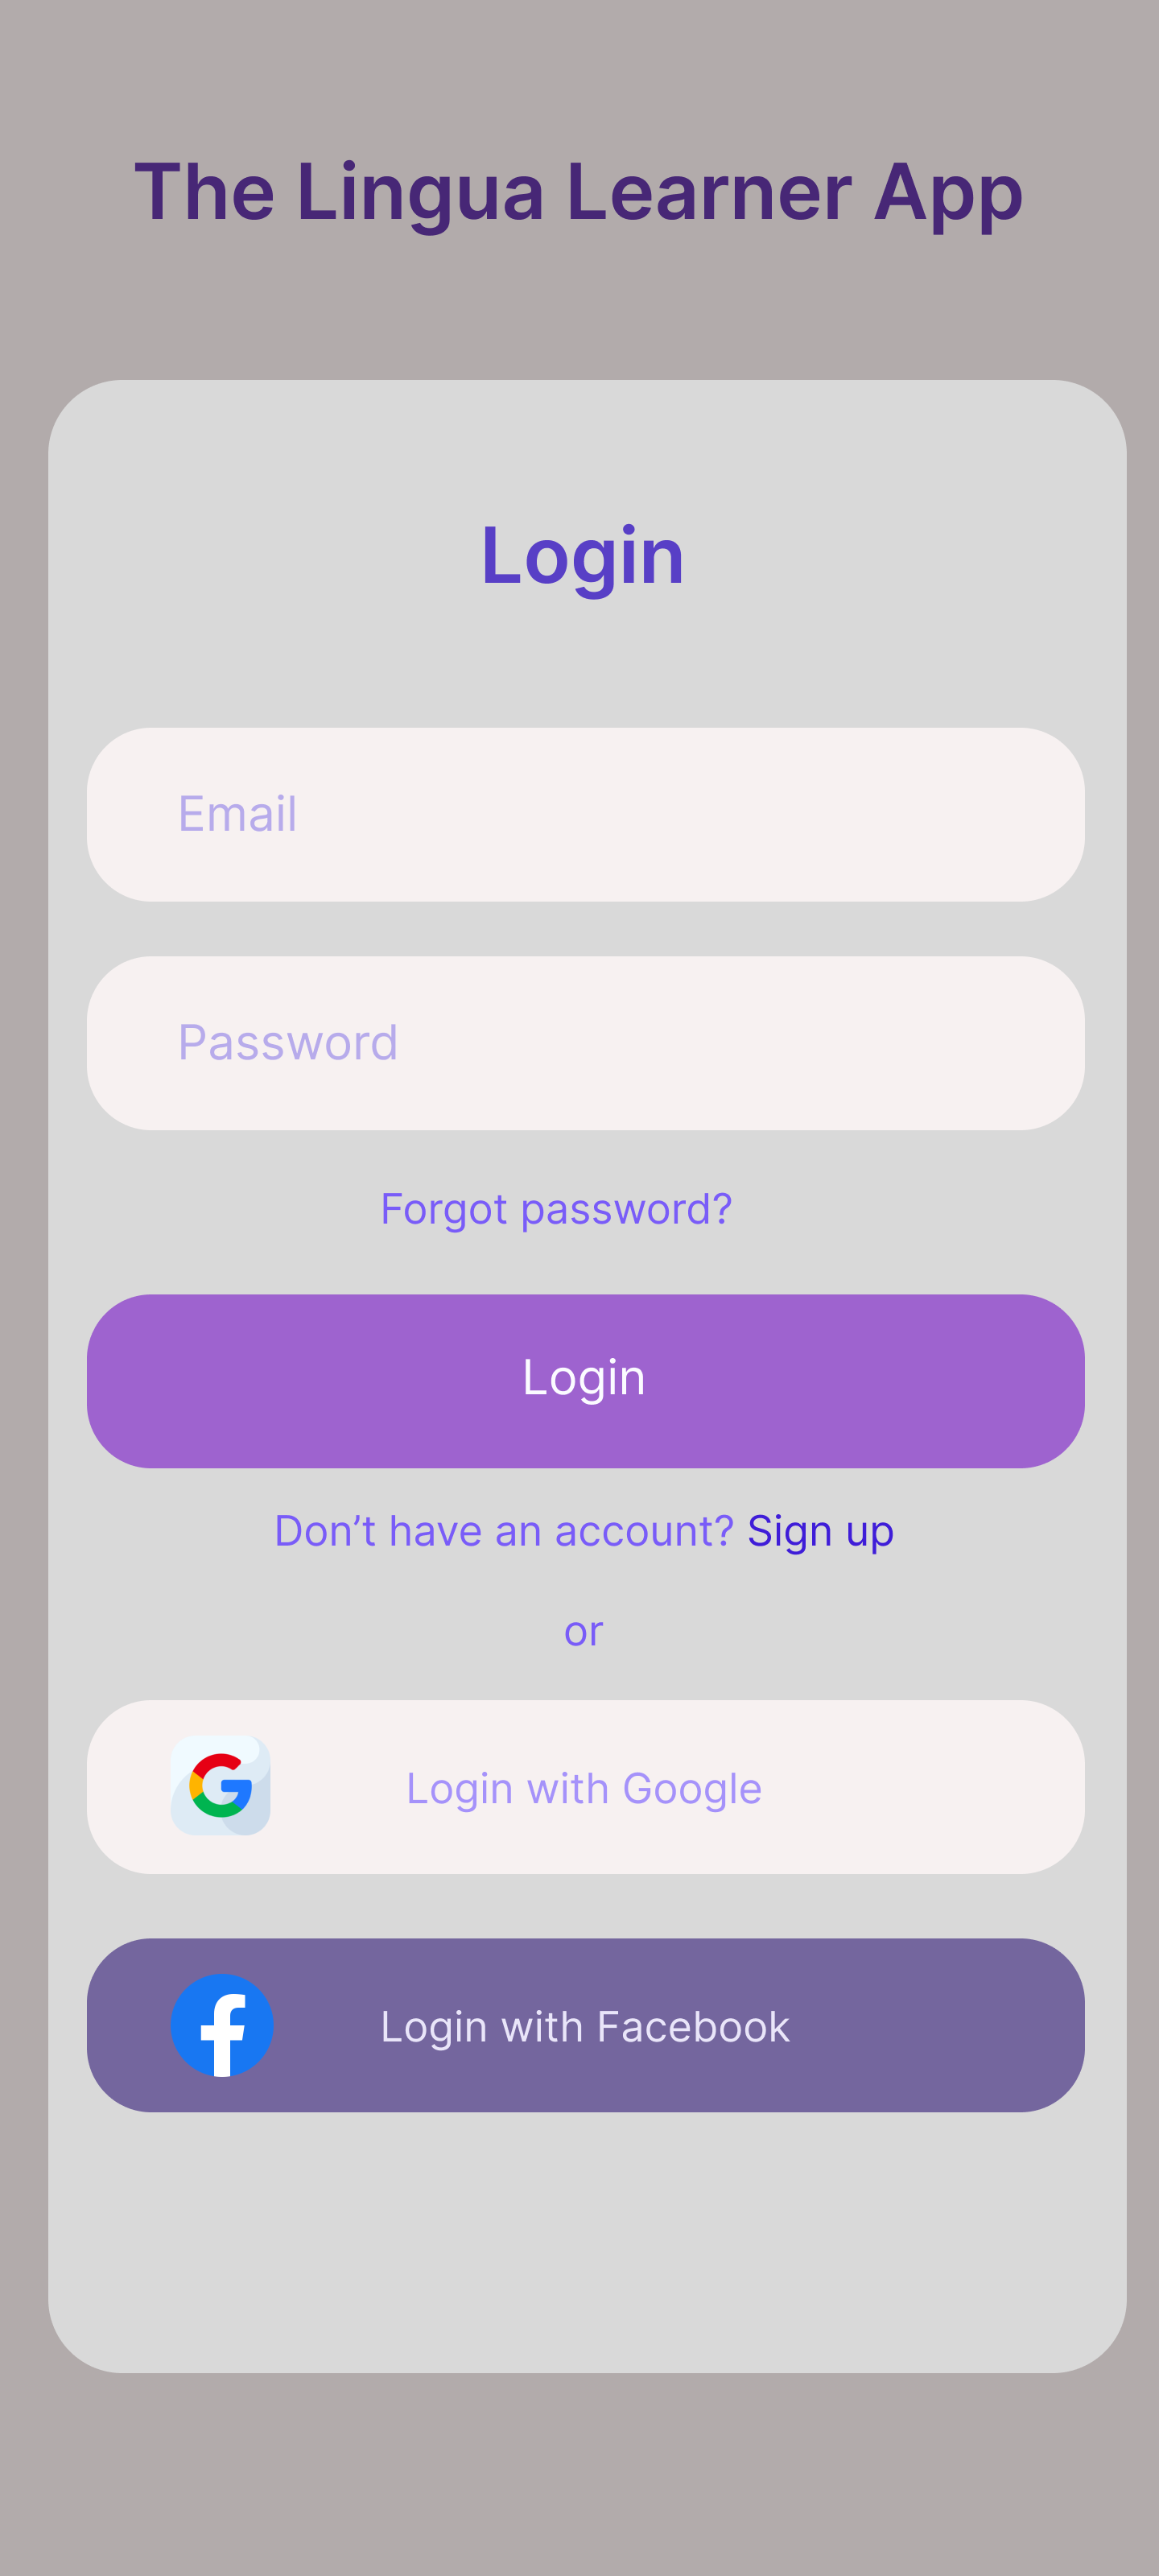 The Lingua Learner App
Login
Email
Password
Forgot password?
Login
Don’t have an account? Sign up
or
Login with Google
Login with Facebook